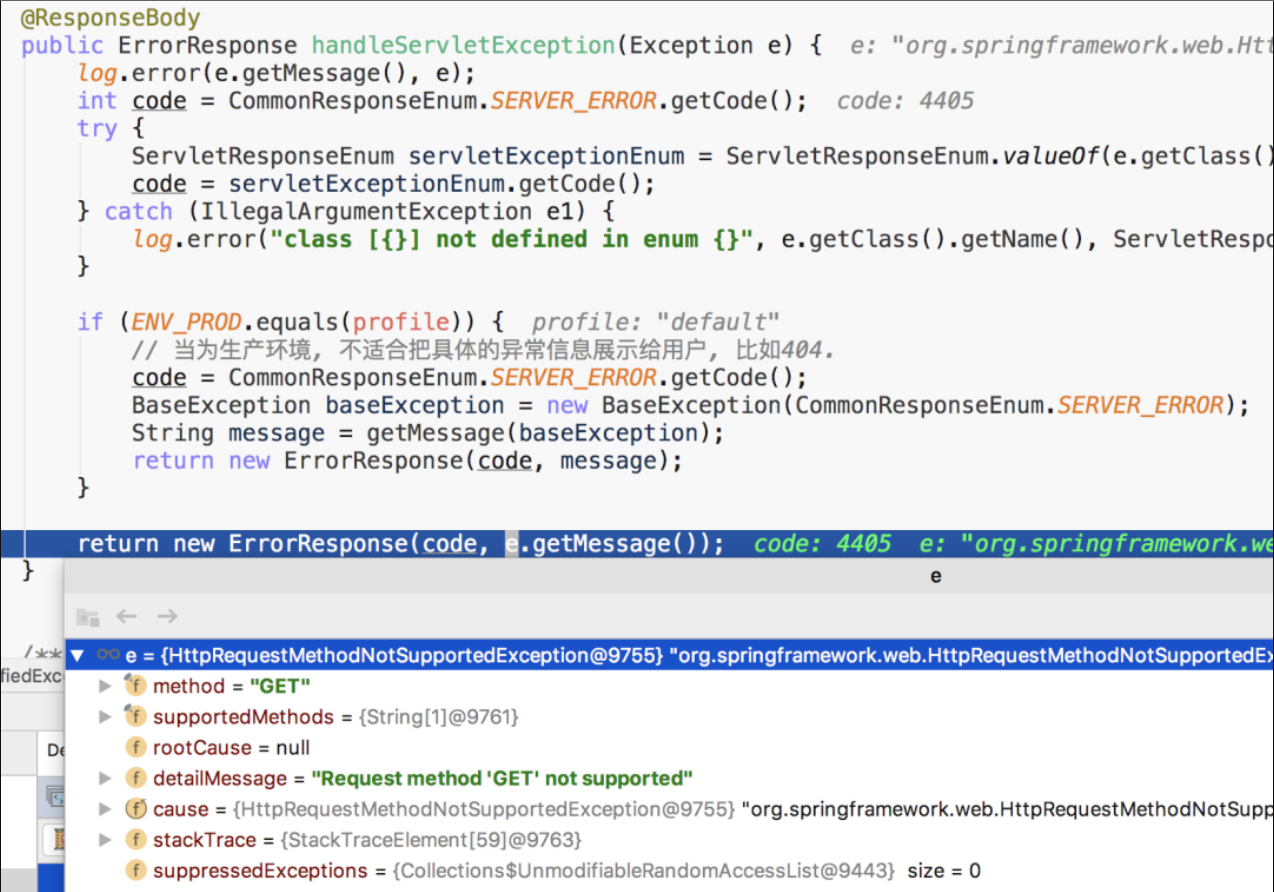 @ResponseBody
public ErrorResponse handleServletException(Exception e) {  e: "org.springframework.web.Htt
log.error(e.getMessage(), e);
int code = CommonResponseEnum.SERVER_ERROR.getCode();  code: 4405
try {
ServletResponseEnum servletExceptionEnum = ServletResponseEnum.valueOf(e.getClass()
code = servletExceptionEnum.getCode();
} catch (IllegalArgumentException e1) {
log.error("class [{}] not defined in enum {}", e.getClass().getName(), ServletRespo
}
if (ENV_PROD.equals(profile)) {  profile: "default"
// 当为生产环境, 不适合把具体的异常信息展示给用户, 比如404.
code = CommonResponseEnum.SERVER_ERROR.getCode();
BaseException baseException = new BaseException(CommonResponseEnum.SERVER_ERROR);
String message = getMessage(baseException);
return new ErrorResponse(code, message);
}
return new ErrorResponse(code, e.getMessage());  code: 4405  e: "org.springframework.we
}
e
/**
e = {HttpRequestMethodNotSupportedException@9755} "org.springframework.web.HttpRequestMethodNotSupportedEx
fiedExc
method = "GET"
supportedMethods = {String[1]@9761}
rootCause = null
De
detailMessage = "Request method 'GET' not supported"
cause = {HttpRequestMethodNotSupportedException@9755} "org.springframework.web.HttpRequestMethodNotSupp
stackTrace = {StackTraceElement[59]@9763}
suppressedExceptions = {Collections$UnmodifiableRandomAccessList@9443}  size = 0